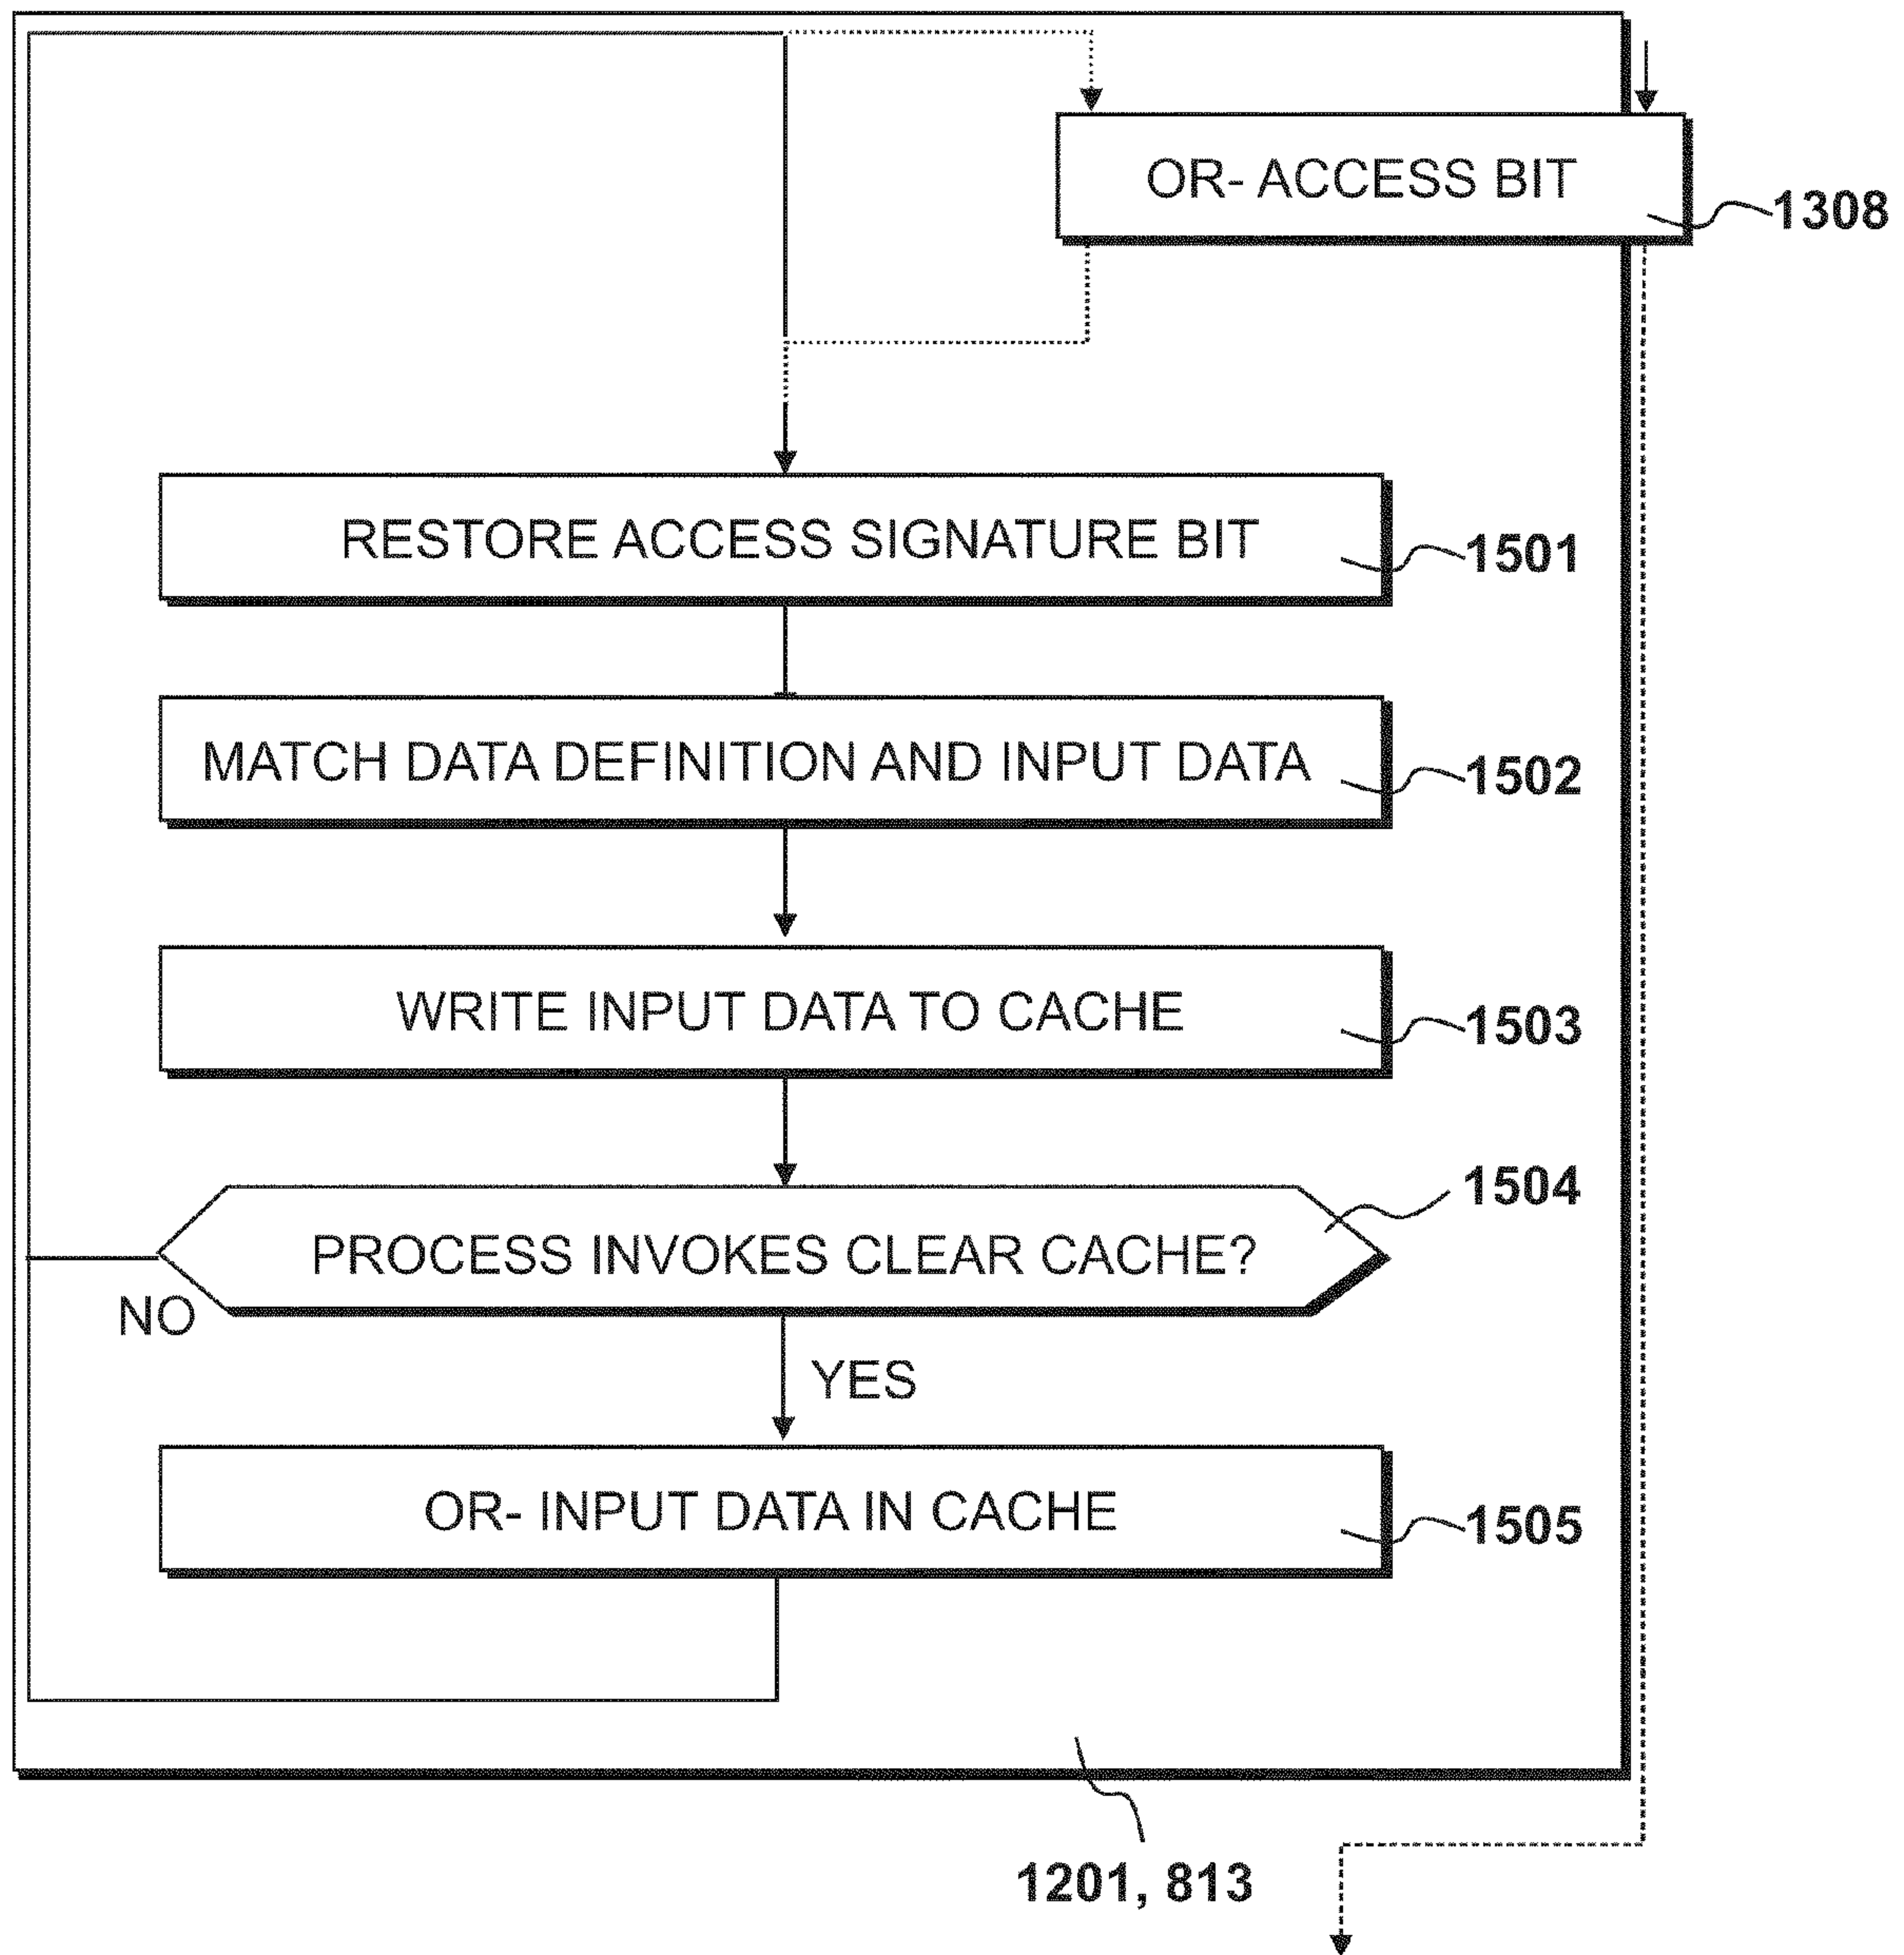 OR- ACCESS BIT
1308
RESTORE ACCESS SIGNATURE BIT
1501
MATCH DATA DEFINITION AND INPUT DATA
1502
WRITE INPUT DATA TO CACHE
1503
1504
PROCESS INVOKES CLEAR CACHE?
NO
YES
OR- INPUT DATA IN CACHE
1505
1201, 813